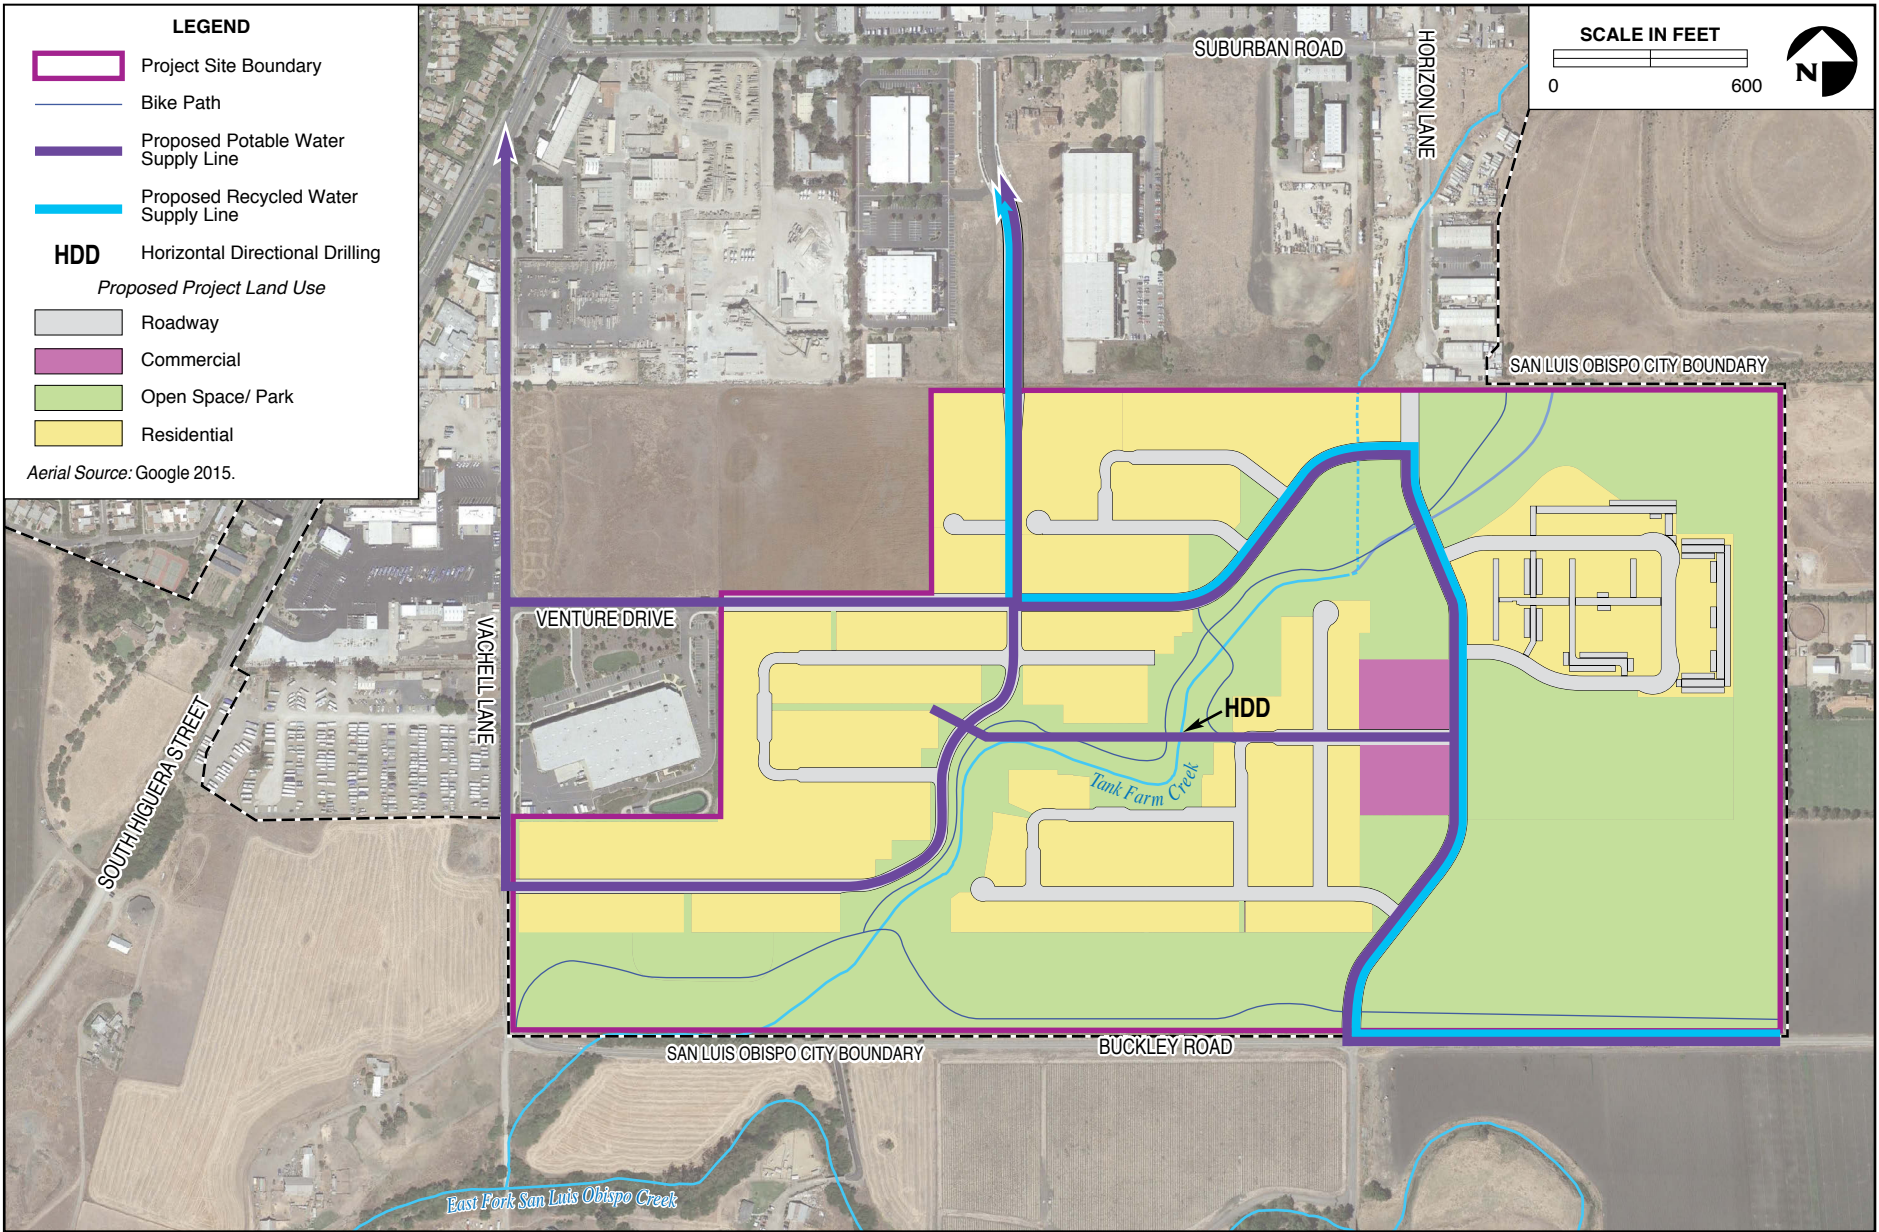 LEGEND
Project Site Boundary
Bike Path
Proposed Potable Water
Supply Line
Proposed Recycled Water
Supply Line
HDD Horizontal Directional Drilling
Proposed Project Land Use
Roadway
Commercial
Open Space/ Park
Residential
Aerial Source: Google 2015.
SCALE IN FEET
0 600
N
SUBURBAN ROAD
HORIZON LANE
SAN LUIS OBISPO CITY BOUNDARY
VENTURE DRIVE
VACHELL LANE
SOUTH HIGUERA STREET
HDD
Tank Farm Creek
SAN LUIS OBISPO CITY BOUNDARY
BUCKLEY ROAD
East Fork San Luis Obispo Creek